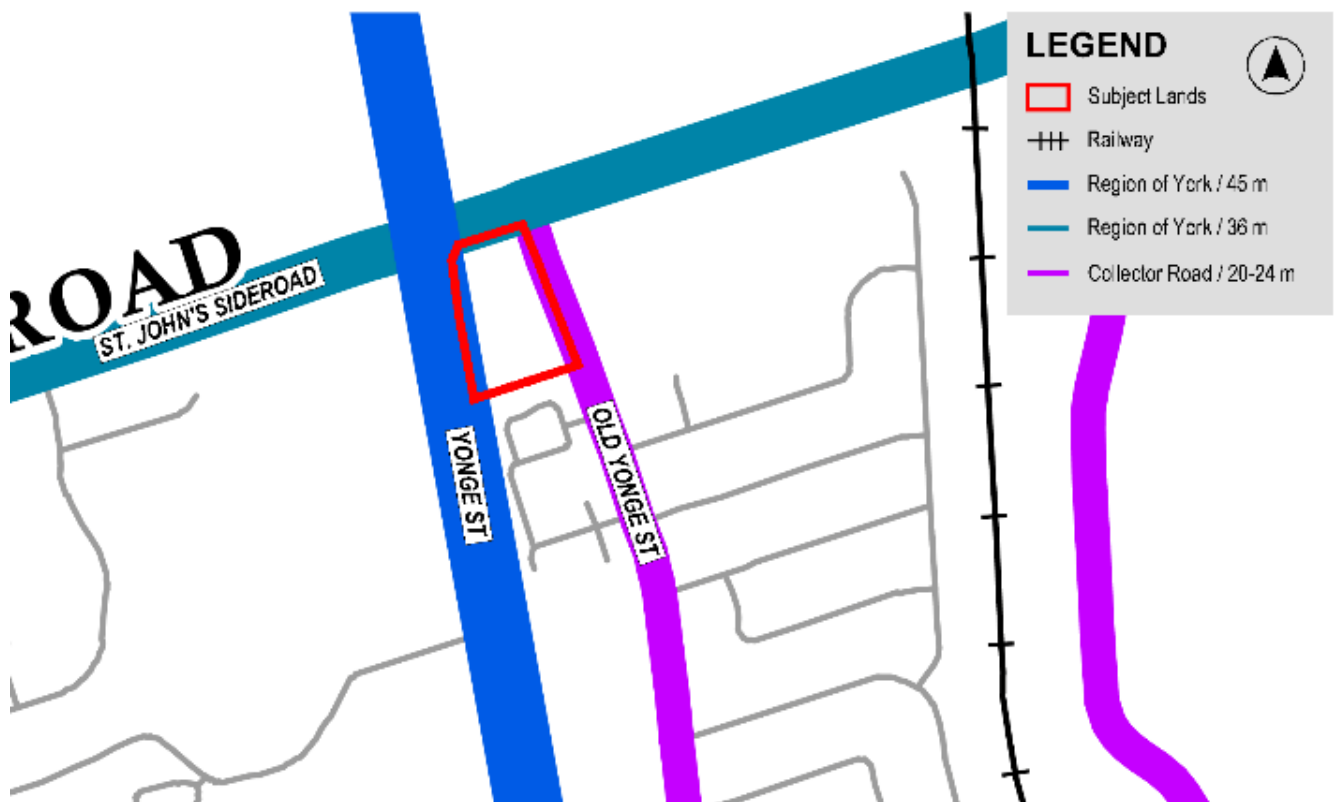 LEGEND
Subject Lands
Railway
Region of York / 45 m
Region of York / 36 m
Collector Road / 20-24 m
ROAD
ST. JOHN'S SIDEROAD
YONGE ST
OLD YONGE ST